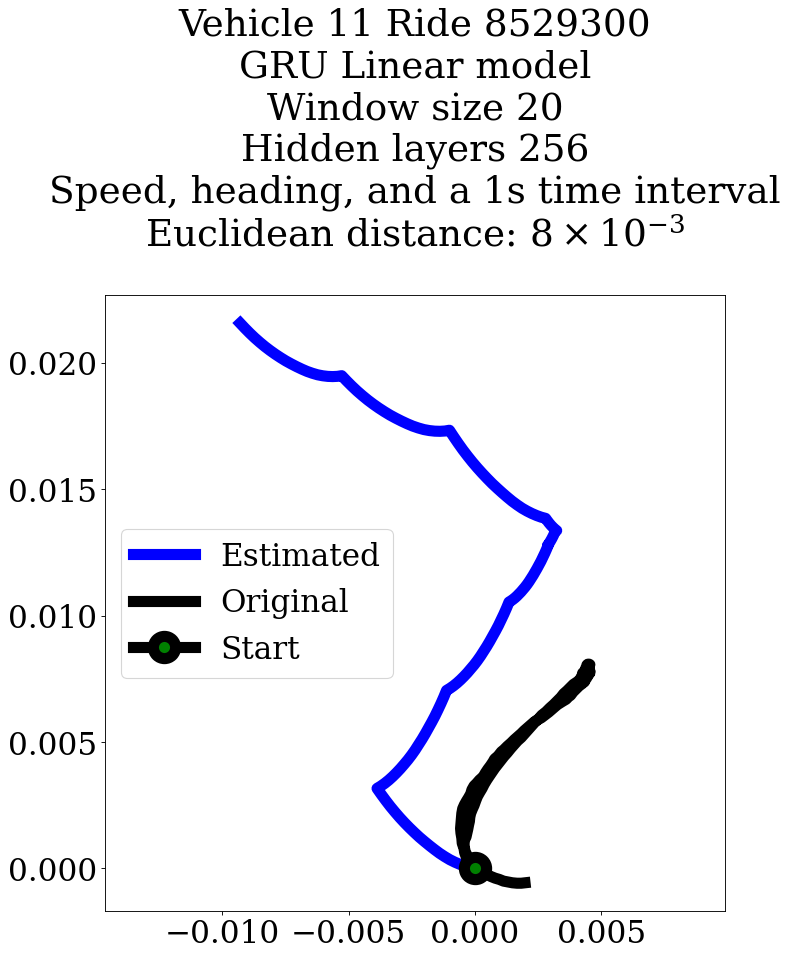 Vehicle 11 Ride 8529300
GRU Linear model
Window size 20
Hidden layers 256
Speed, heading, and a 1s time interval
Euclidean distance: 8 × 10⁻³
0.020
0.015
0.010
0.005
0.000
Estimated
Original
Start
−0.010 −0.005 0.000 0.005